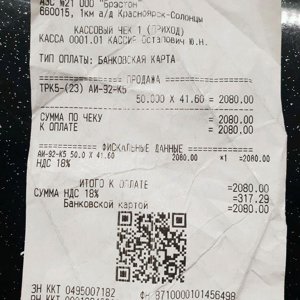 АЗС №21 ООО "Брэстон"
660015, 1км а/д Красноярск-Солонцы
КАССОВЫЙ ЧЕК 1 (ПРИХОД)
КАССА 0001.01 КАССИР Остапович Ю.Н.
ТИП ОПЛАТЫ: БАНКОВСКАЯ КАРТА
ПРОДАЖА
ТРК5-(23) АИ-92-К5
50.000 X 41.60 = 2080.00
СУММА ПО ЧЕКУ =2080.00
К ОПЛАТЕ =2080.00
ФИСКАЛЬНЫЕ ДАННЫЕ
АИ-92-К5 50.0 X 41.60 2080.00 *1 =2080.00
НДС 18%
ИТОГО К ОПЛАТЕ =2080.00
СУММА НДС 18% =317.29
Банковской картой =2080.00
ЗН ККТ 0495007182 ФН 8710000101456498